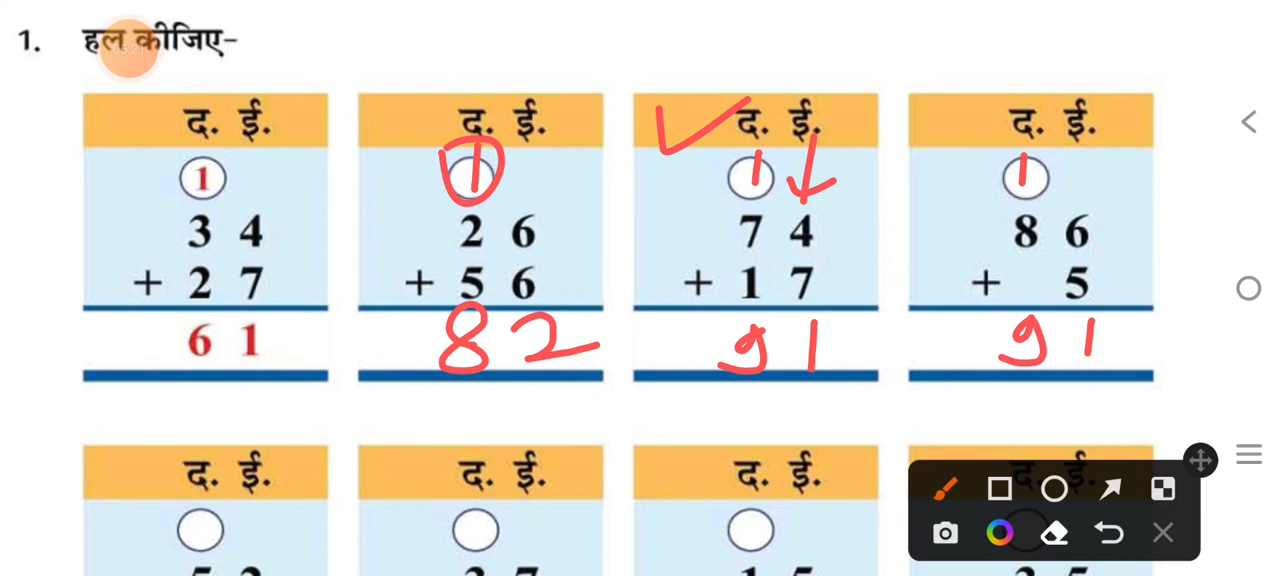 1. हल कीजिए-
द. ई. द. ई. द. ई. द. ई.
1 1 1 1
3 4 2 6 7 4 8 6
+ 2 7 + 5 6 + 1 7 + 5
6 1 8 2 9 1 9 1
द. ई. द. ई. द. ई.